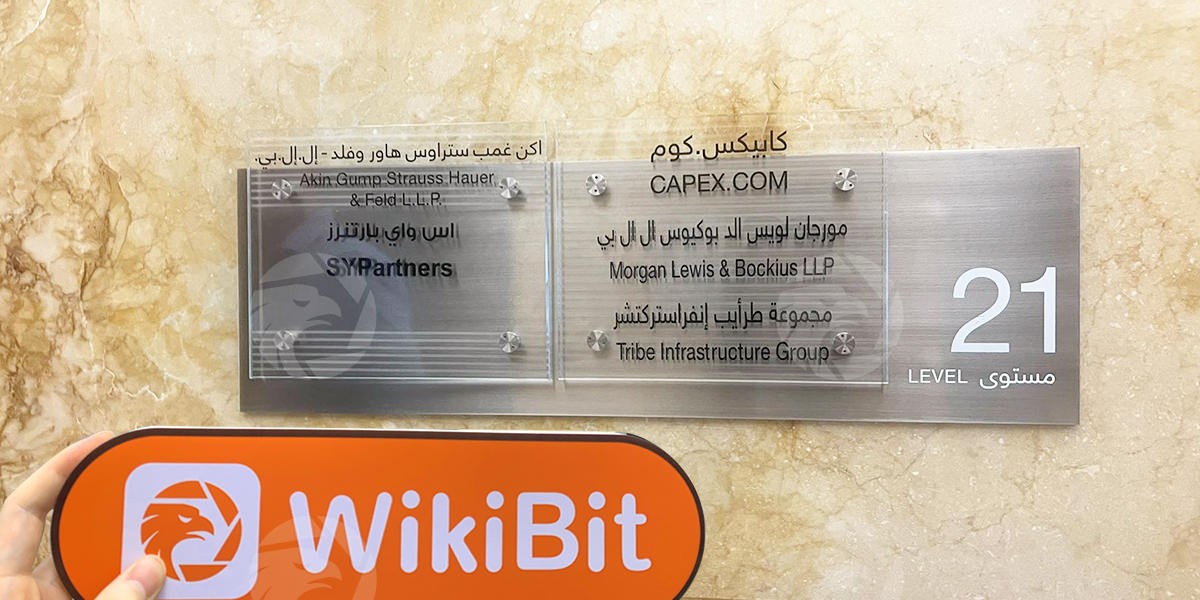 اكن غمب ستراوس هاور وفلد - إل.إل.بي.
Akin Gump Strauss Hauer
& Feld L.L.P.
اس واي بارتنرز
SYPartners
كابيكس.كوم
CAPEX.COM
مورجان لويس اند بوكيوس ال ال بي
Morgan Lewis & Bockius LLP
مجموعة طرأيب إنفراستركتشر
Tribe Infrastructure Group
21
LEVEL مستوى
WikiBit